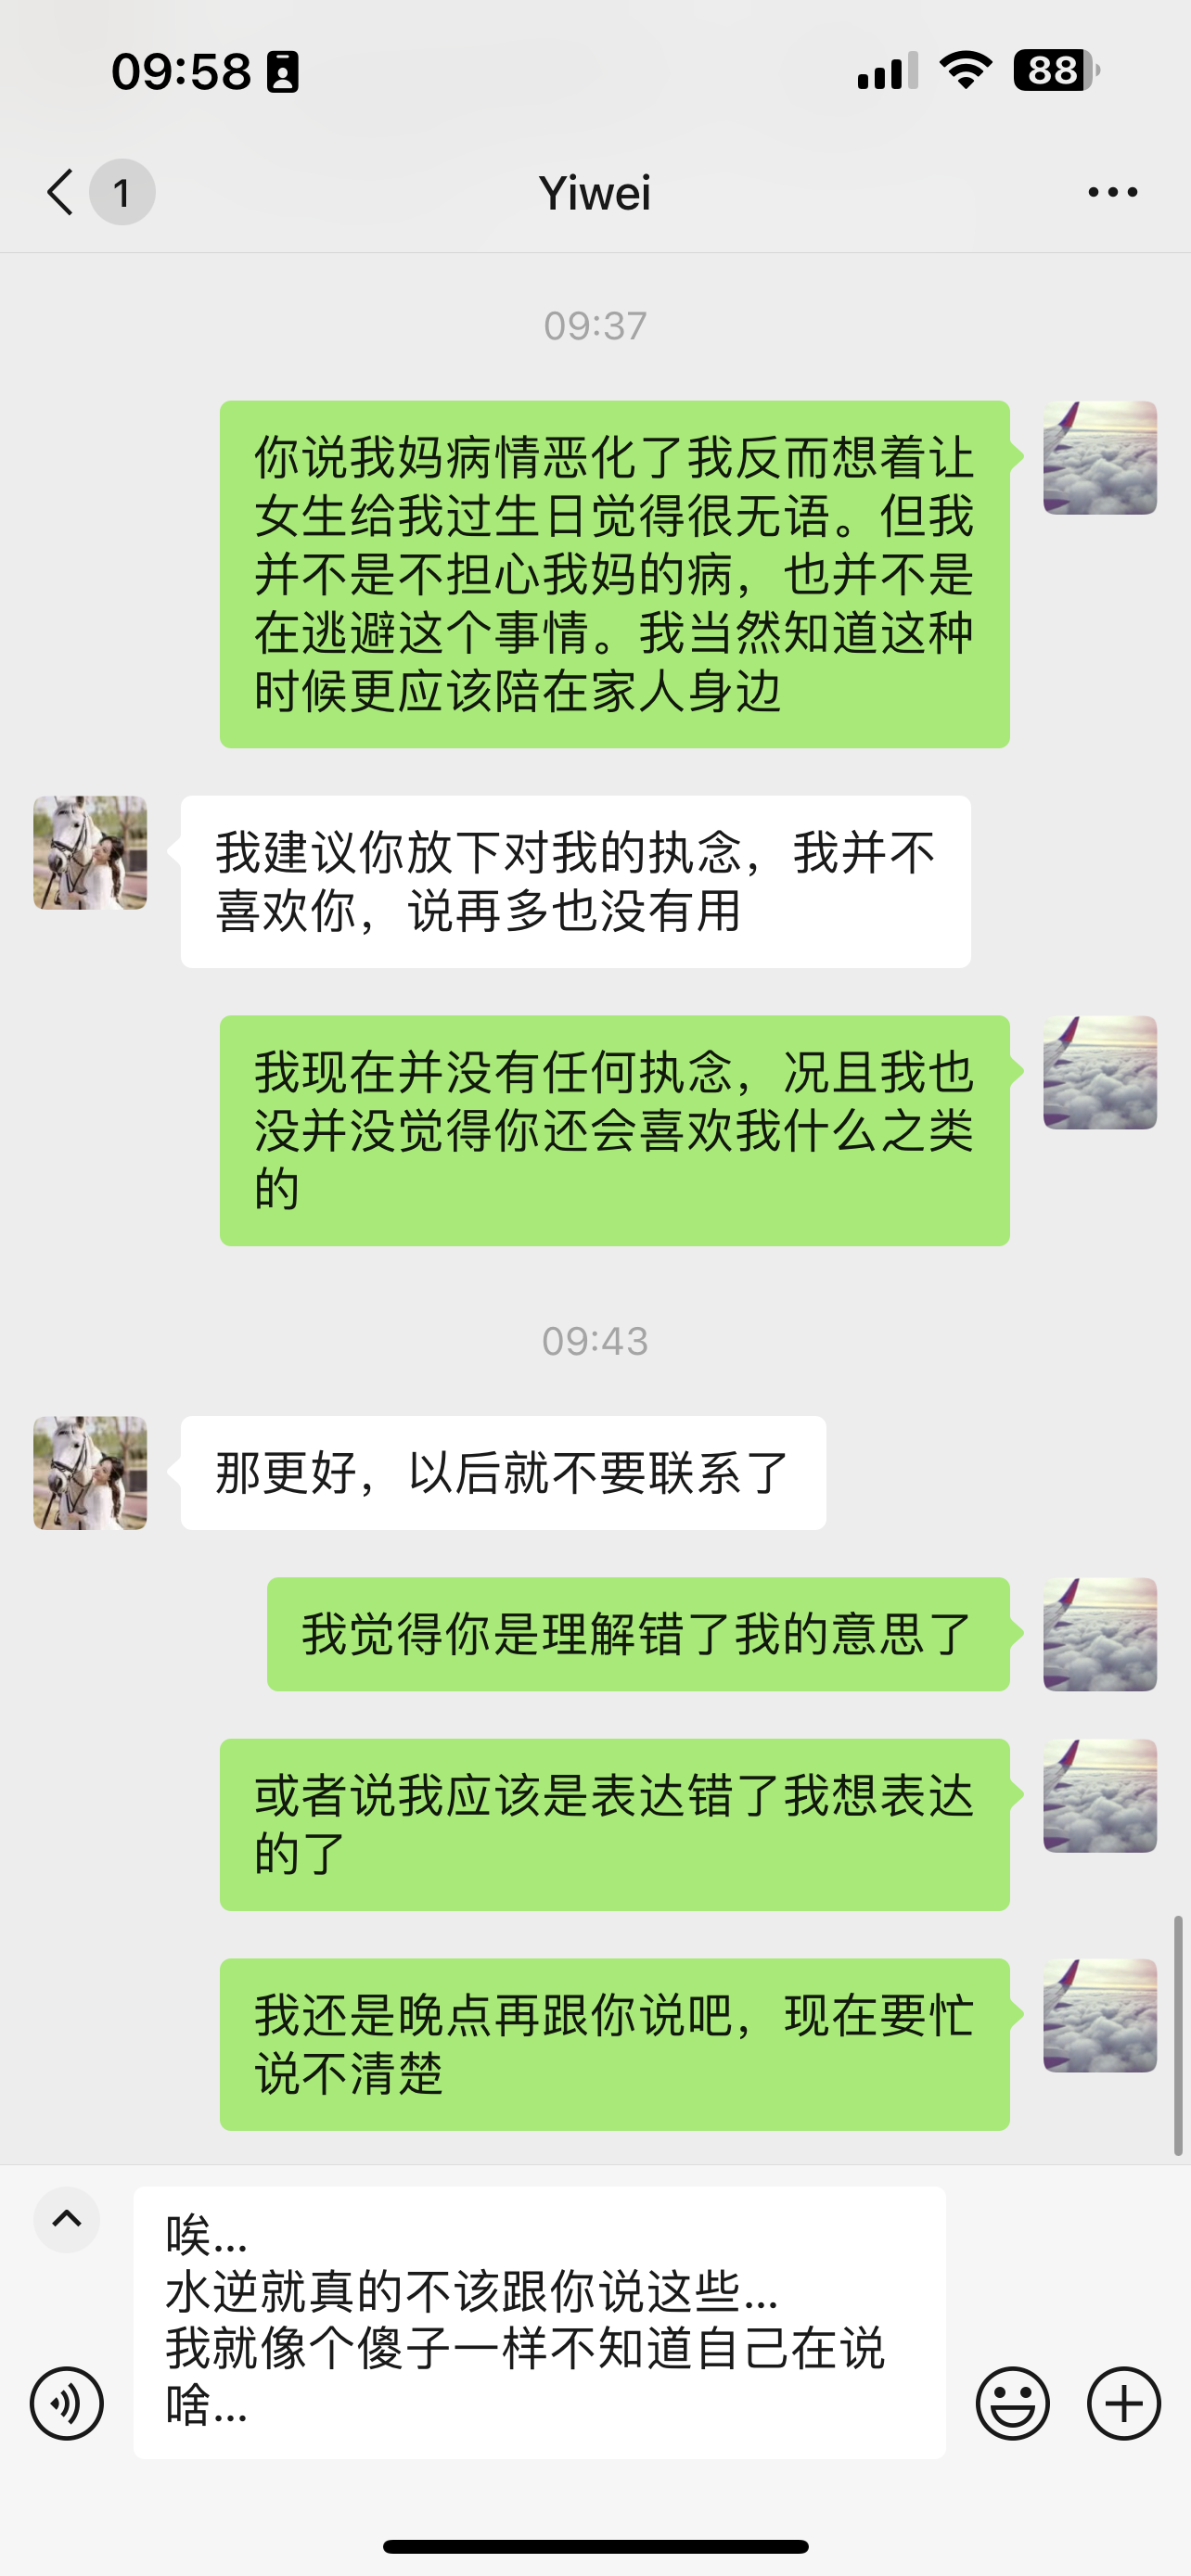 09:58
88
1
Yiwei
09:37
你说我妈病情恶化了我反而想着让
女生给我过生日觉得很无语。但我
并不是不担心我妈的病，也并不是
在逃避这个事情。我当然知道这种
时候更应该陪在家人身边
我建议你放下对我的执念，我并不
喜欢你，说再多也没有用
我现在并没有任何执念，况且我也
没并没觉得你还会喜欢我什么之类
的
09:43
那更好，以后就不要联系了
我觉得你是理解错了我的意思了
或者说我应该是表达错了我想表达
的了
我还是晚点再跟你说吧，现在要忙
说不清楚
唉...
水逆就真的不该跟你说这些...
我就像个傻子一样不知道自己在说
啥...